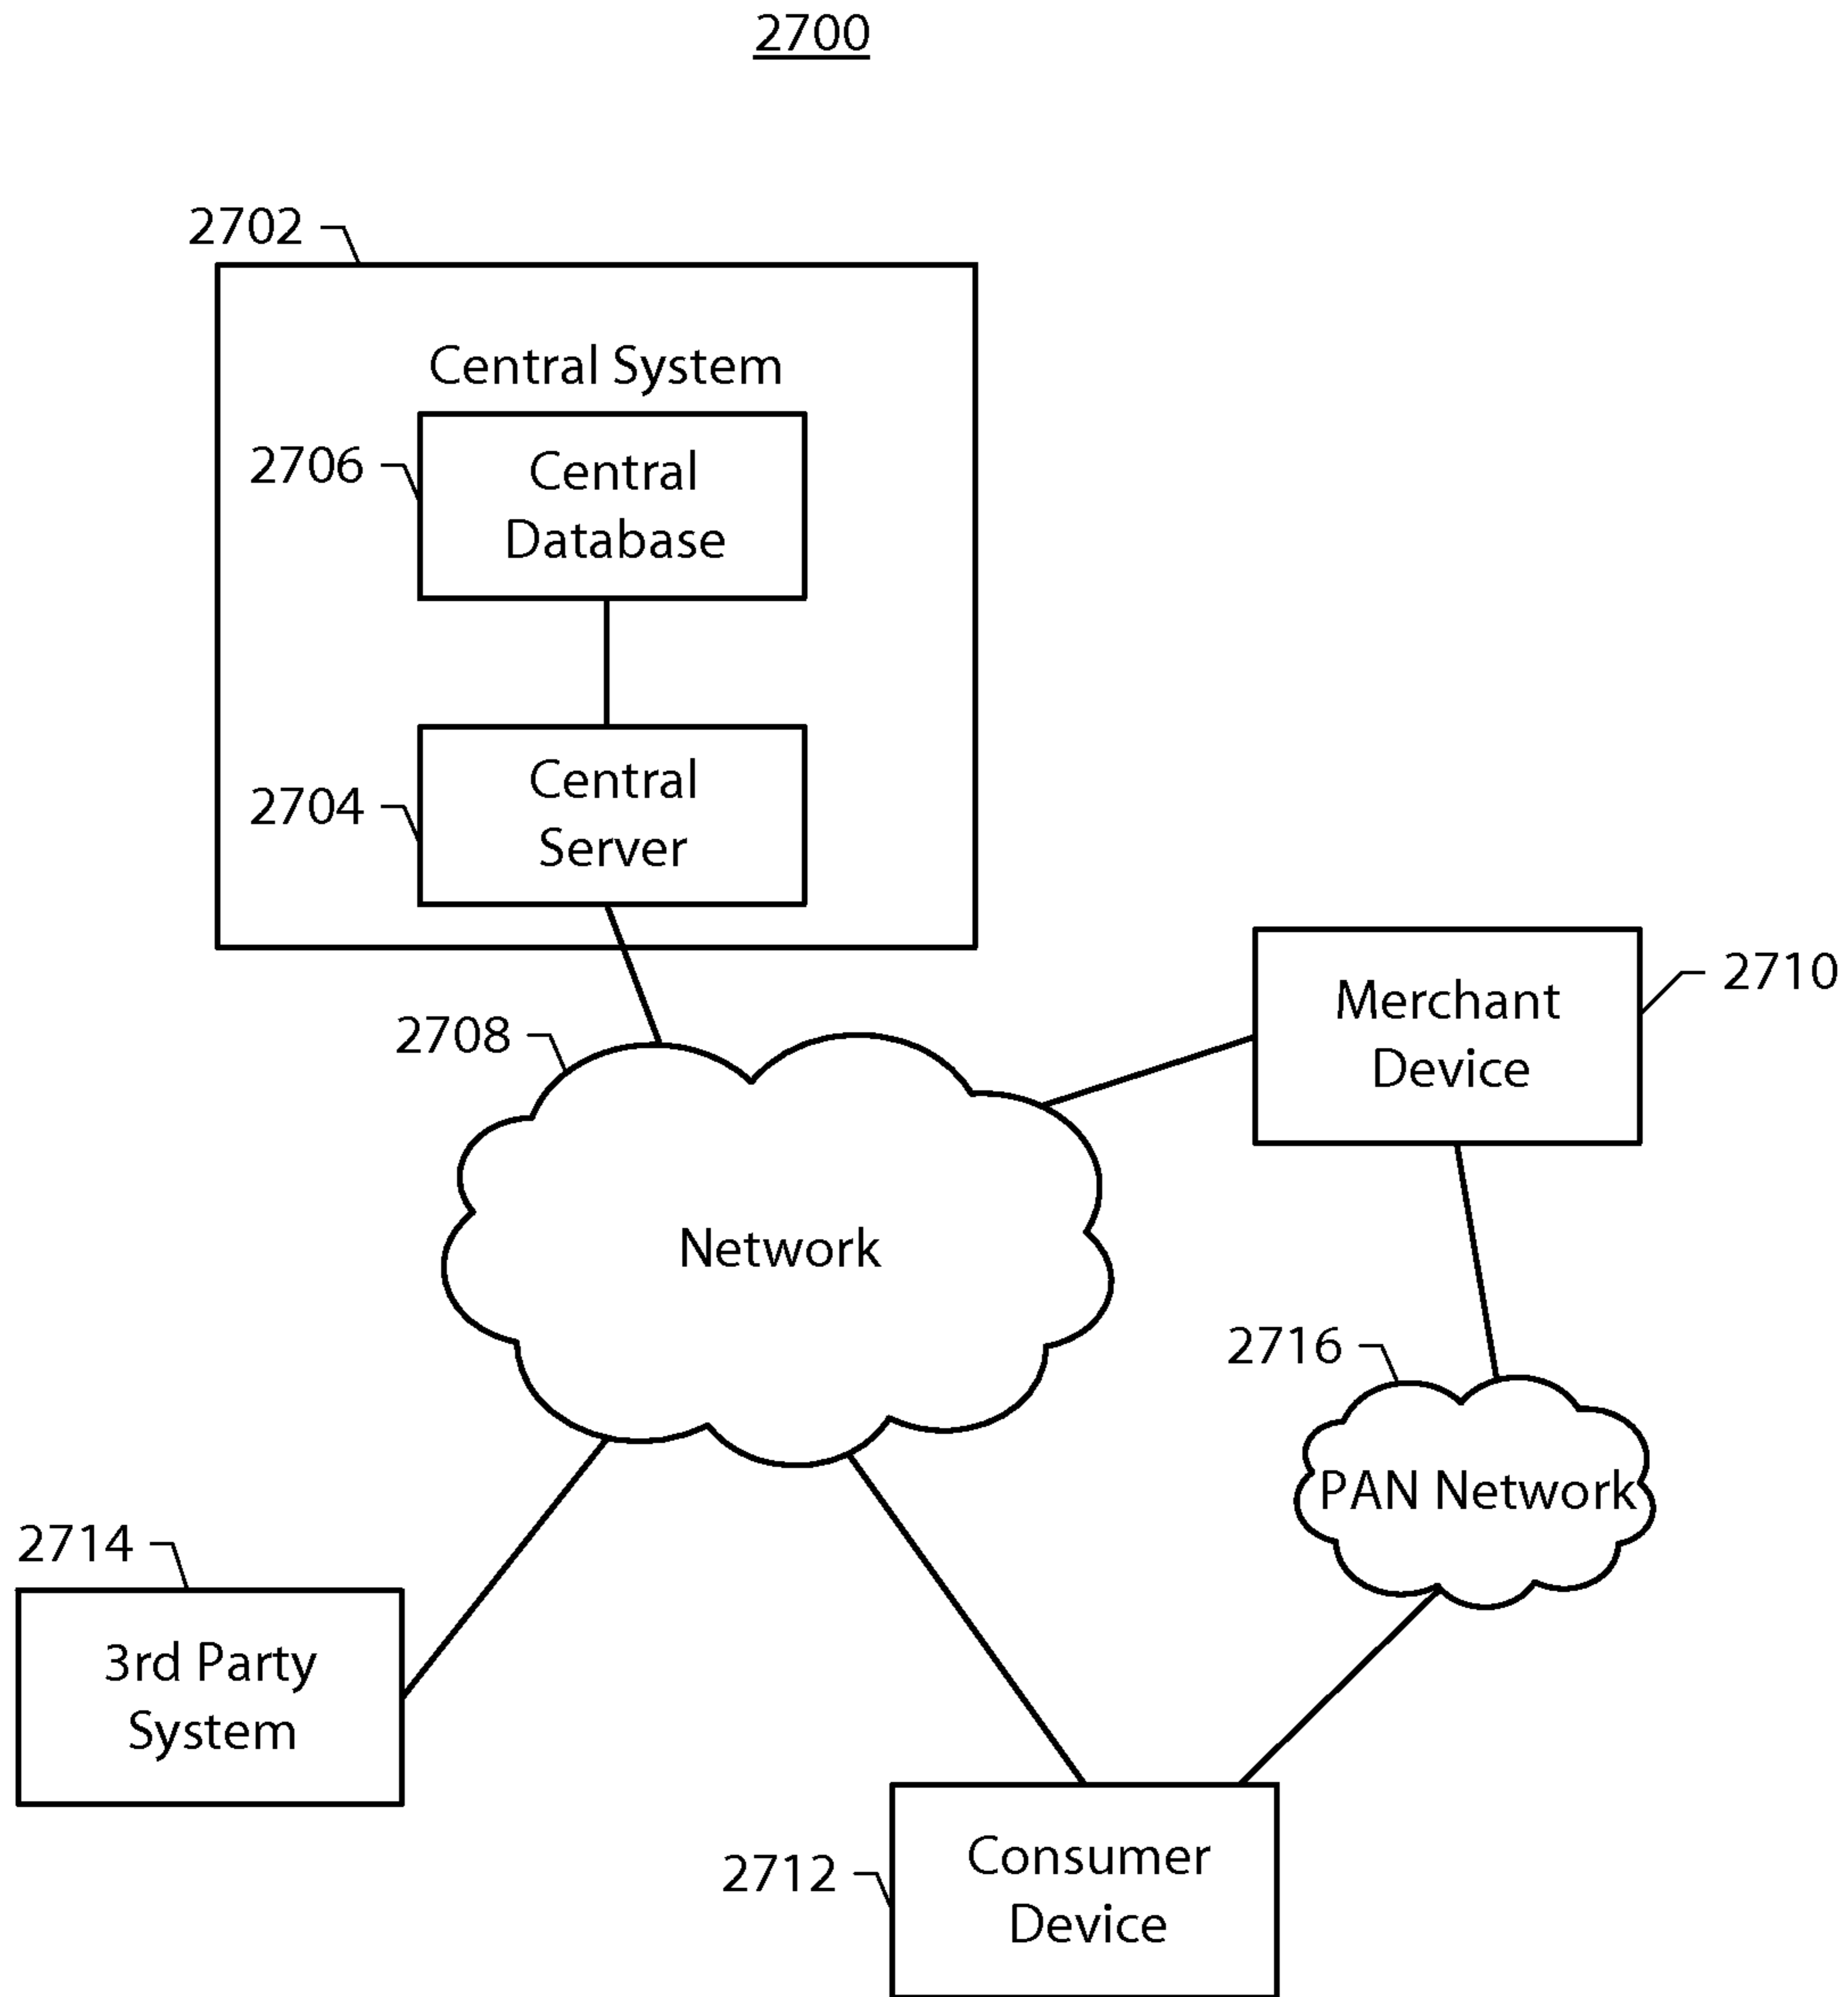 2700
2702
Central System
2706
Central
Database
2704
Central
Server
2710
Merchant
Device
2708
Network
2716
PAN Network
2714
3rd Party
System
2712
Consumer
Device